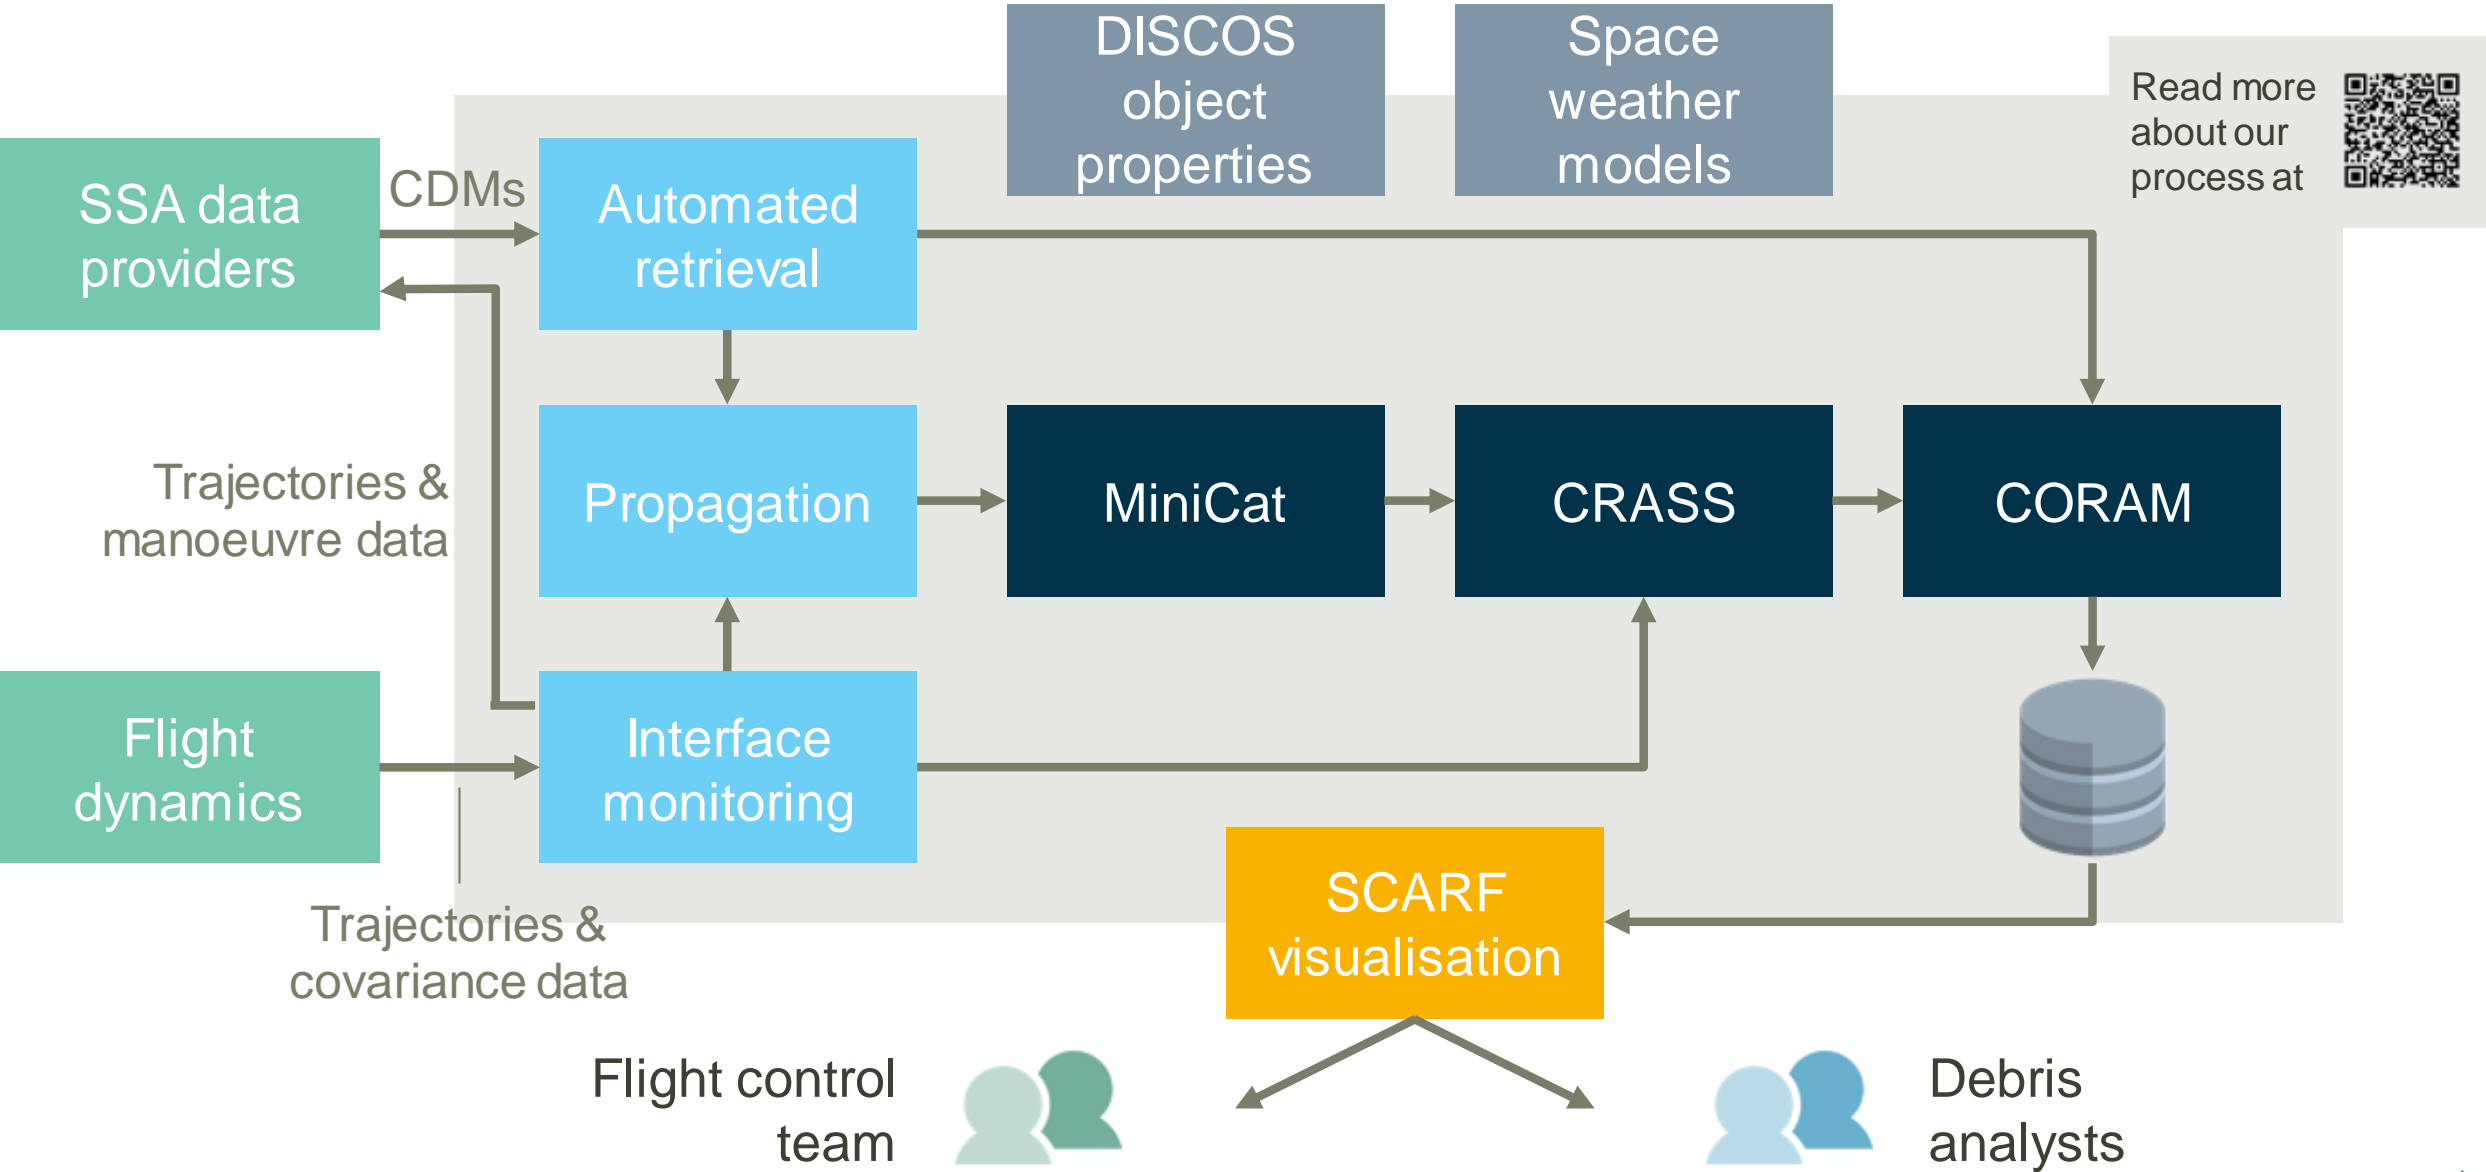 DISCOS
object
properties
Space
weather
models
Read more
about our
process at
SSA data
providers
CDMs
Automated
retrieval
Trajectories &
manoeuvre data
Propagation
MiniCat
CRASS
CORAM
Flight
dynamics
Interface
monitoring
Trajectories &
covariance data
SCARF
visualisation
Flight control
team
Debris
analysts